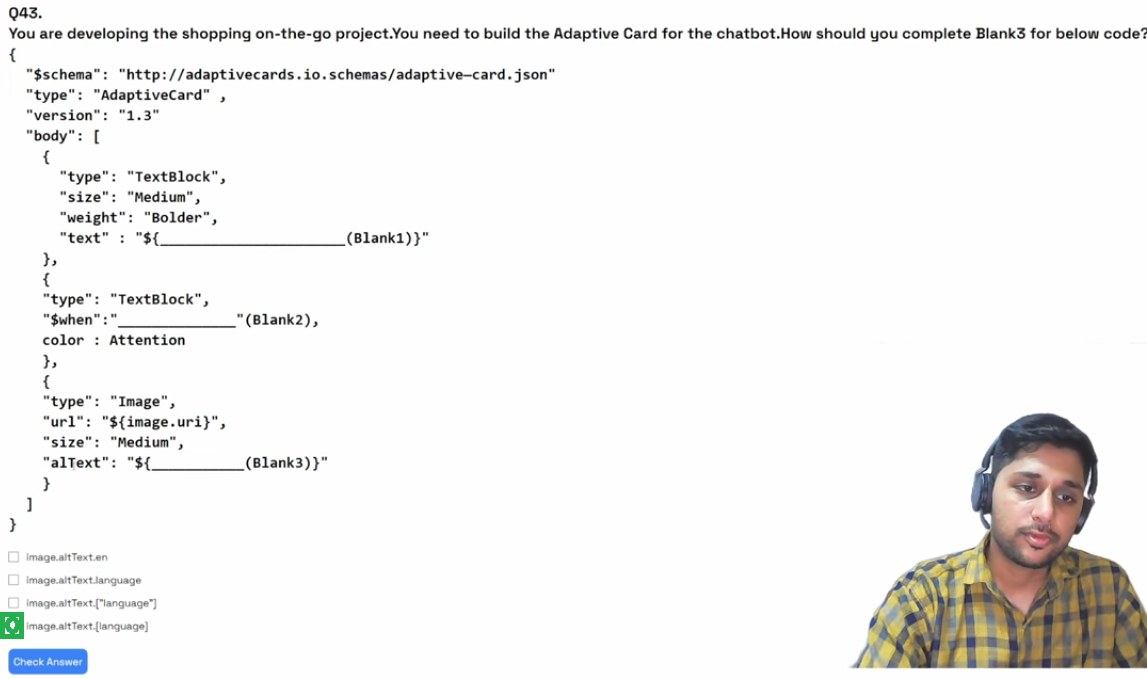 Q43.
You are developing the shopping on-the-go project.You need to build the Adaptive Card for the chatbot.How should you complete Blank3 for below code?
{
"$schema": "http://adaptivecards.io.schemas/adaptive-card.json"
"type": "AdaptiveCard" ,
"version": "1.3"
"body": [
{
"type": "TextBlock",
"size": "Medium",
"weight": "Bolder",
"text" : "${______________________(Blank1)}"
},
{
"type": "TextBlock",
"$when":"______________"(Blank2),
color : Attention
},
{
"type": "Image",
"url": "${image.uri}",
"size": "Medium",
"alText": "${___________(Blank3)}"
}
]
}
image.altText.en
image.altText.language
image.altText.["language"]
image.altText.[language]
Check Answer